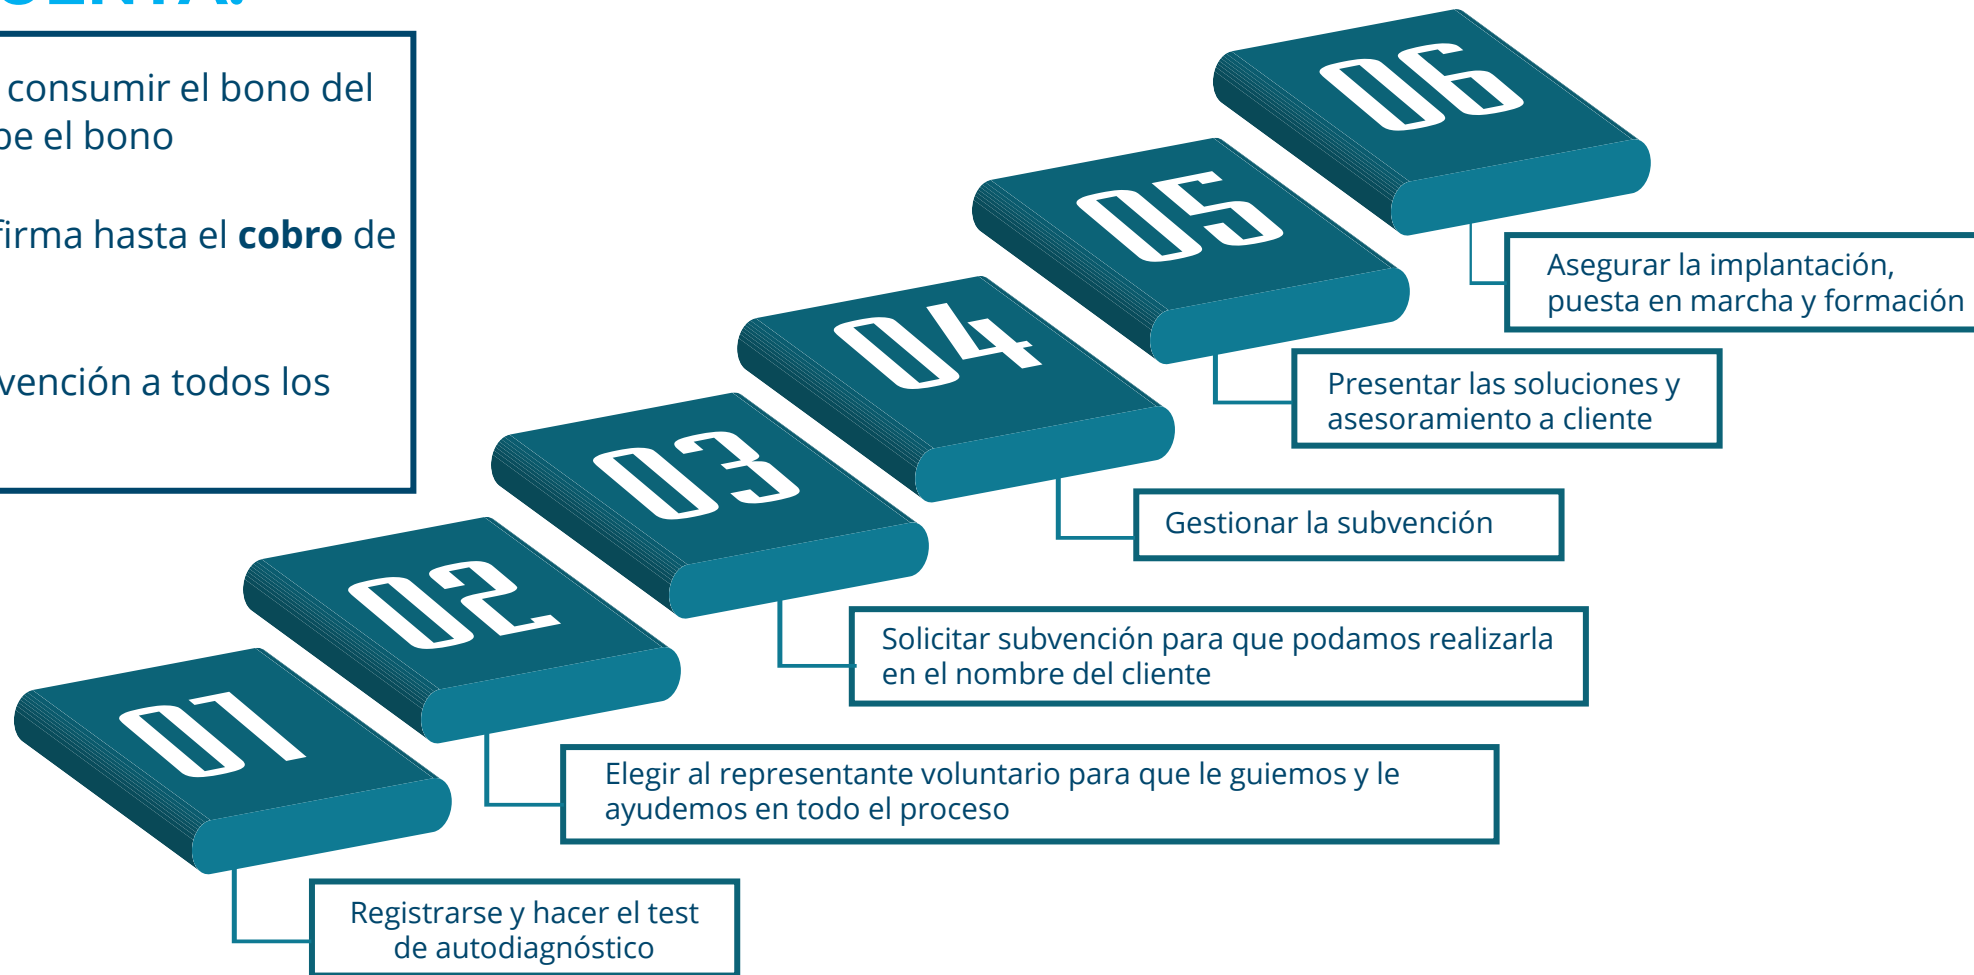 CUENTA:
consumir el bono del
be el bono
firma hasta el cobro de
vención a todos los
06
Asegurar la implantación,
puesta en marcha y formación
05
Presentar las soluciones y
asesoramiento a cliente
04
Gestionar la subvención
03
Solicitar subvención para que podamos realizarla
en el nombre del cliente
02
Elegir al representante voluntario para que le guiemos y le
ayudemos en todo el proceso
01
Registrarse y hacer el test
de autodiagnóstico